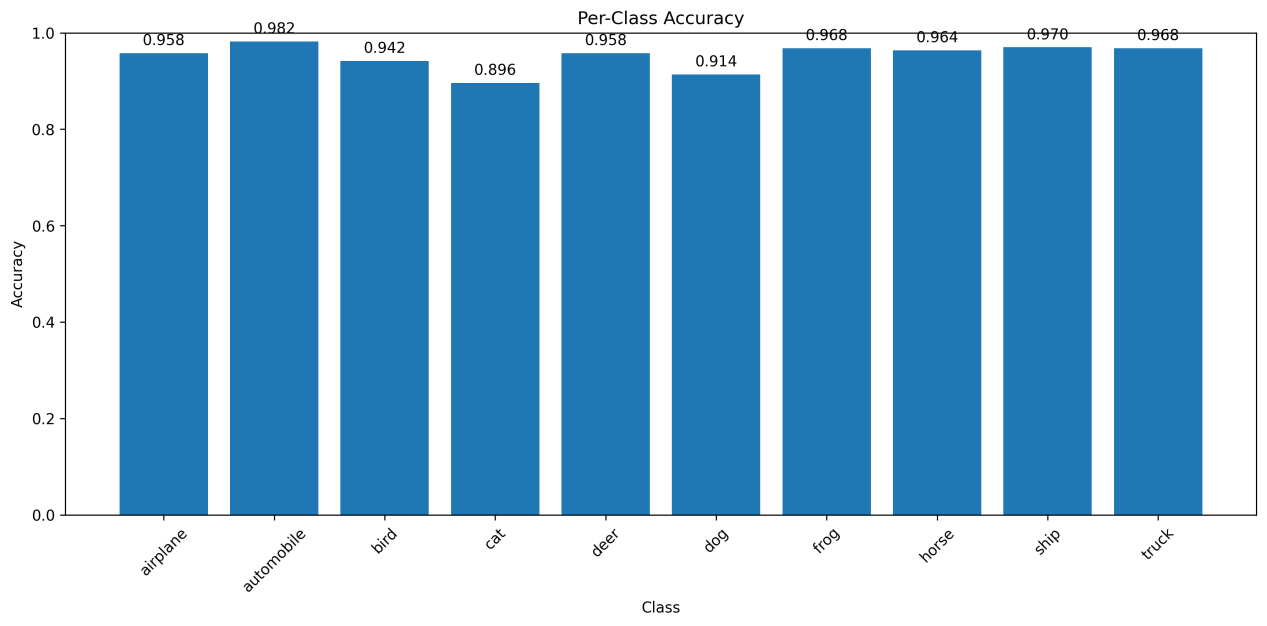 Per-Class Accuracy
0.958
0.982
0.942
0.896
0.958
0.914
0.968
0.964
0.970
0.968
1.0
0.8
0.6
0.4
0.2
0.0
Accuracy
airplane
automobile
bird
cat
deer
dog
frog
horse
ship
truck
Class